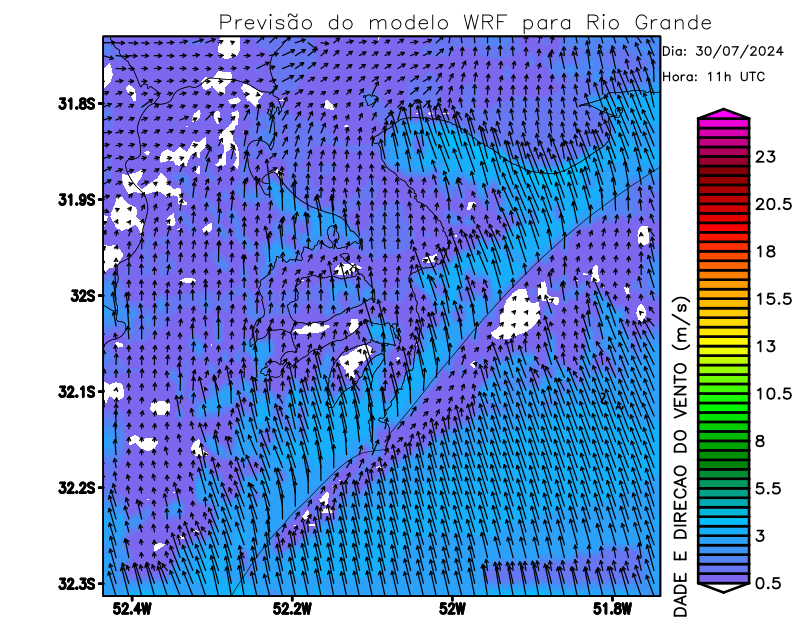 Previsão do modelo WRF para Rio Grande
Dia: 30/07/2024
Hora: 11h UTC
31.8S
31.9S
32S
32.1S
32.2S
32.3S
52.4W
52.2W
52W
51.8W
23
20.5
18
15.5
13
10.5
8
5.5
3
0.5
DADE E DIRECAO DO VENTO (m/s)